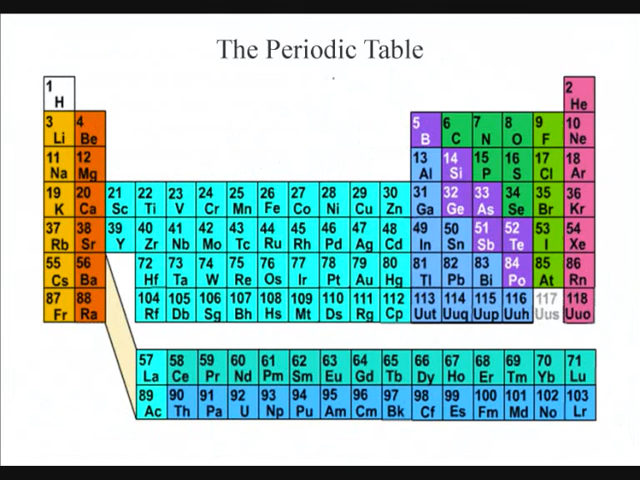 The Periodic Table
1 2
H He
3 4 5 6 7 8 9 10
Li Be B C N O F Ne
11 12 13 14 15 16 17 18
Na Mg Al Si P S Cl Ar
19 20 21 22 23 24 25 26 27 28 29 30 31 32 33 34 35 36
K Ca Sc Ti V Cr Mn Fe Co Ni Cu Zn Ga Ge As Se Br Kr
37 38 39 40 41 42 43 44 45 46 47 48 49 50 51 52 53 54
Rb Sr Y Zr Nb Mo Tc Ru Rh Pd Ag Cd In Sn Sb Te I Xe
55 56 72 73 74 75 76 77 78 79 80 81 82 83 84 85 86
Cs Ba Hf Ta W Re Os Ir Pt Au Hg Tl Pb Bi Po At Rn
87 88 104 105 106 107 108 109 110 111 112 113 114 115 116 117 118
Fr Ra Rf Db Sg Bh Hs Mt Ds Rg Cp Uut Uuq Uup Uuh Uus Uuo
57 58 59 60 61 62 63 64 65 66 67 68 69 70 71
La Ce Pr Nd Pm Sm Eu Gd Tb Dy Ho Er Tm Yb Lu
89 90 91 92 93 94 95 96 97 98 99 100 101 102 103
Ac Th Pa U Np Pu Am Cm Bk Cf Es Fm Md No Lr